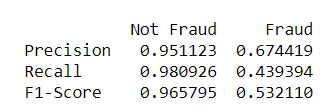 Not Fraud Fraud
Precision 0.951123 0.674419
Recall 0.980926 0.439394
F1-Score 0.965795 0.532110